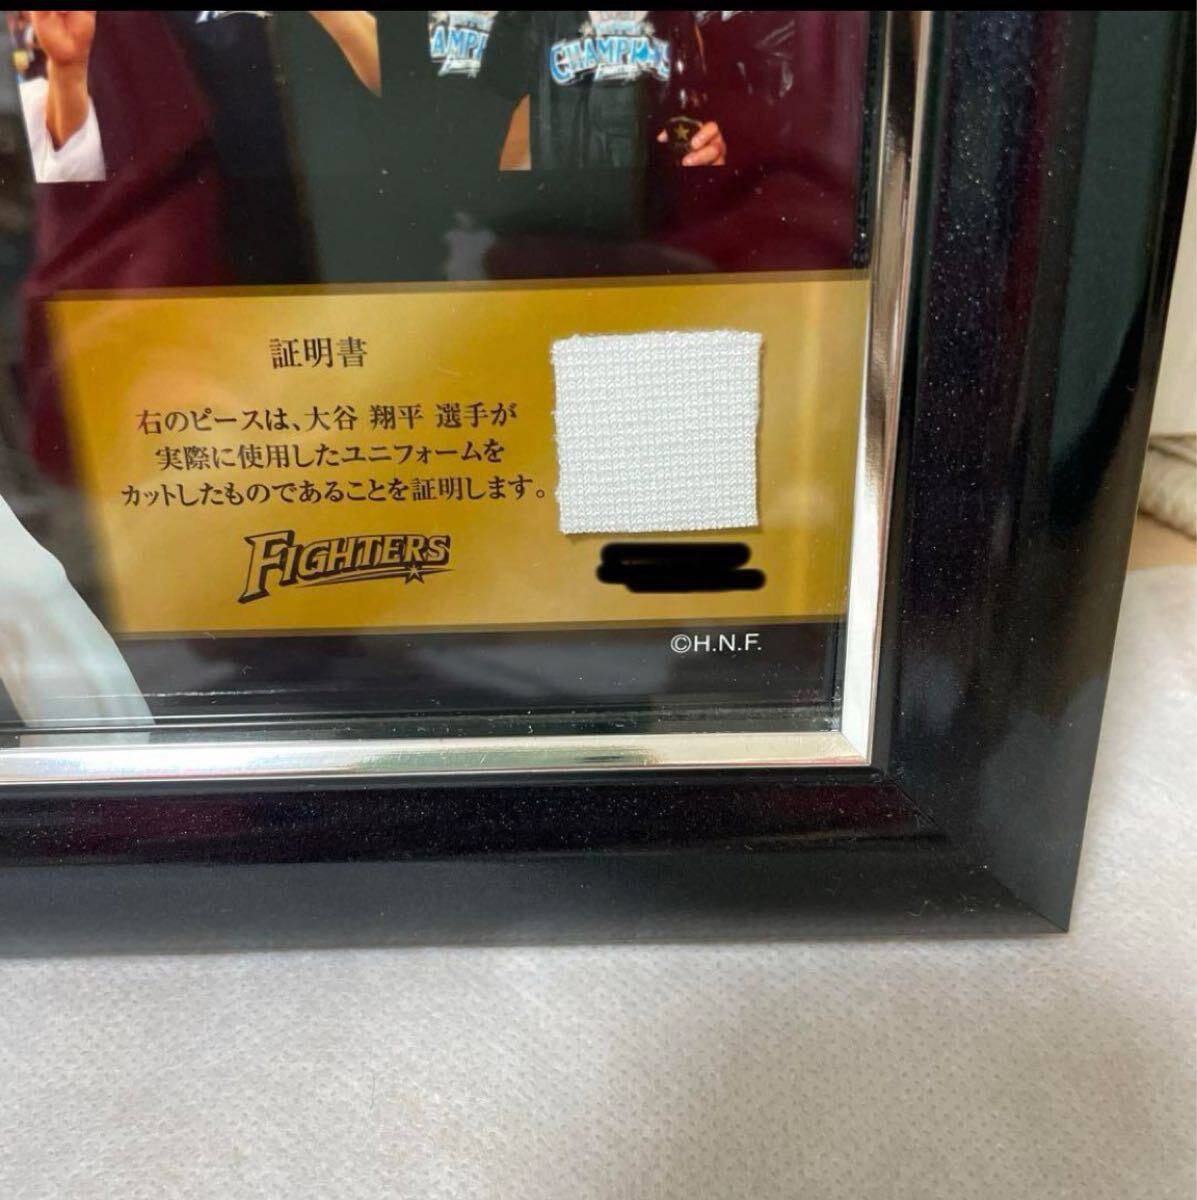 CHAMPIONS
証明書
右のピースは、大谷 翔平 選手が
実際に使用したユニフォームを
カットしたものであることを証明します。
FIGHTERS
©H.N.F.